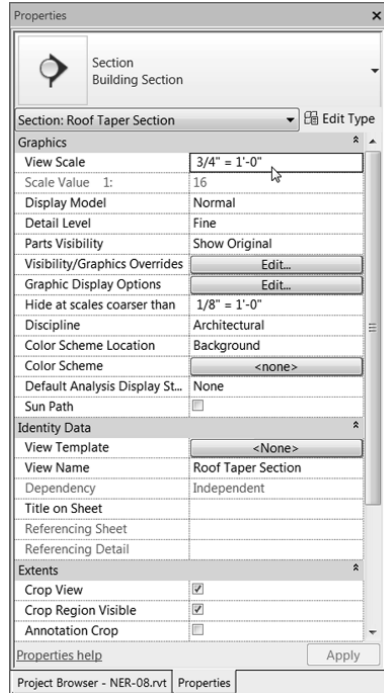 Properties
Section
Building Section
Section: Roof Taper Section Edit Type
Graphics
View Scale 3/4" = 1'-0"
Scale Value 1: 16
Display Model Normal
Detail Level Fine
Parts Visibility Show Original
Visibility/Graphics Overrides Edit...
Graphic Display Options Edit...
Hide at scales coarser than 1/8" = 1'-0"
Discipline Architectural
Color Scheme Location Background
Color Scheme <none>
Default Analysis Display St... None
Sun Path
Identity Data
View Template <None>
View Name Roof Taper Section
Dependency Independent
Title on Sheet
Referencing Sheet
Referencing Detail
Extents
Crop View
Crop Region Visible
Annotation Crop
Properties help Apply
Project Browser - NER-08.rvt Properties